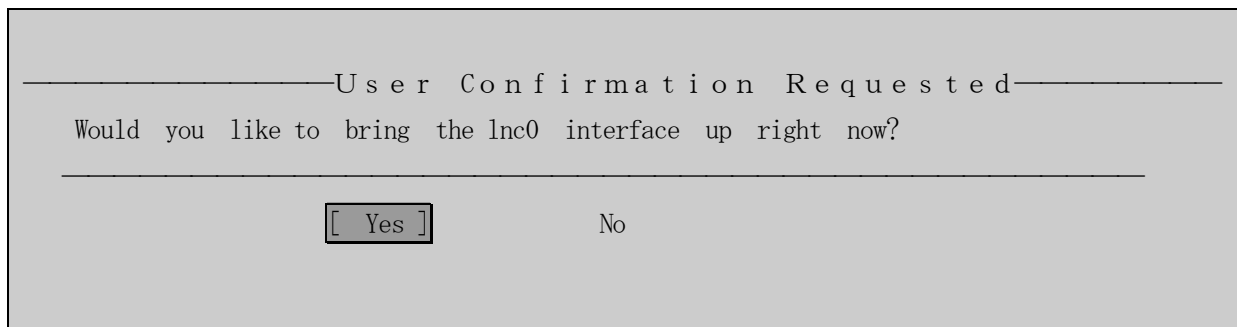 User Confirmation Requested
Would you like to bring the lnc0 interface up right now?
[ Yes ] No